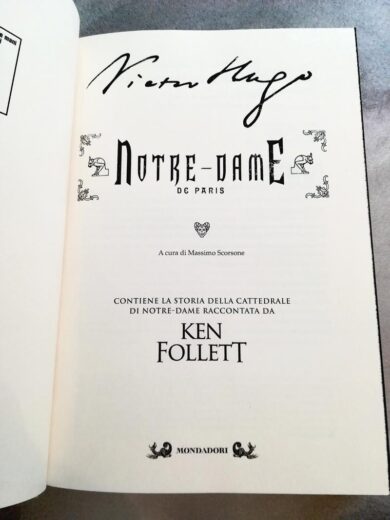 Victor Hugo
NOTRE-DAME
DE PARIS
A cura di Massimo Scorsone
CONTIENE LA STORIA DELLA CATTEDRALE
DI NOTRE-DAME RACCONTATA DA
KEN
FOLLETT
MONDADORI